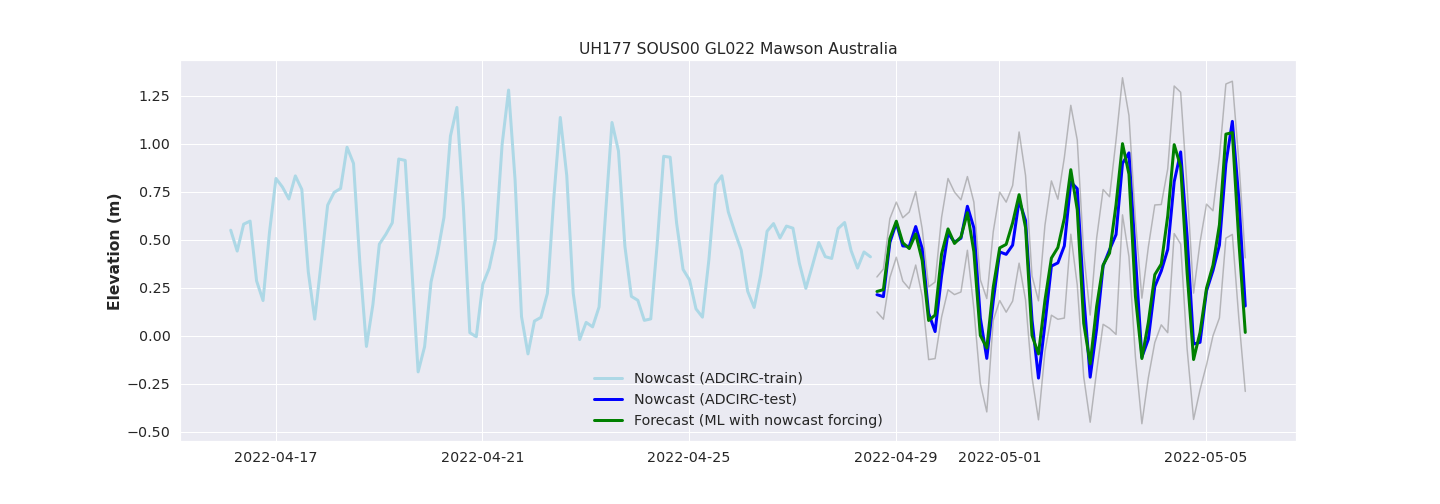 UH177 SOUS00 GL022 Mawson Australia
Elevation (m)
1.25
1.00
0.75
0.50
0.25
0.00
−0.25
−0.50
Nowcast (ADCIRC-train)
Nowcast (ADCIRC-test)
Forecast (ML with nowcast forcing)
2022-04-17 2022-04-21 2022-04-25 2022-04-29 2022-05-01 2022-05-05